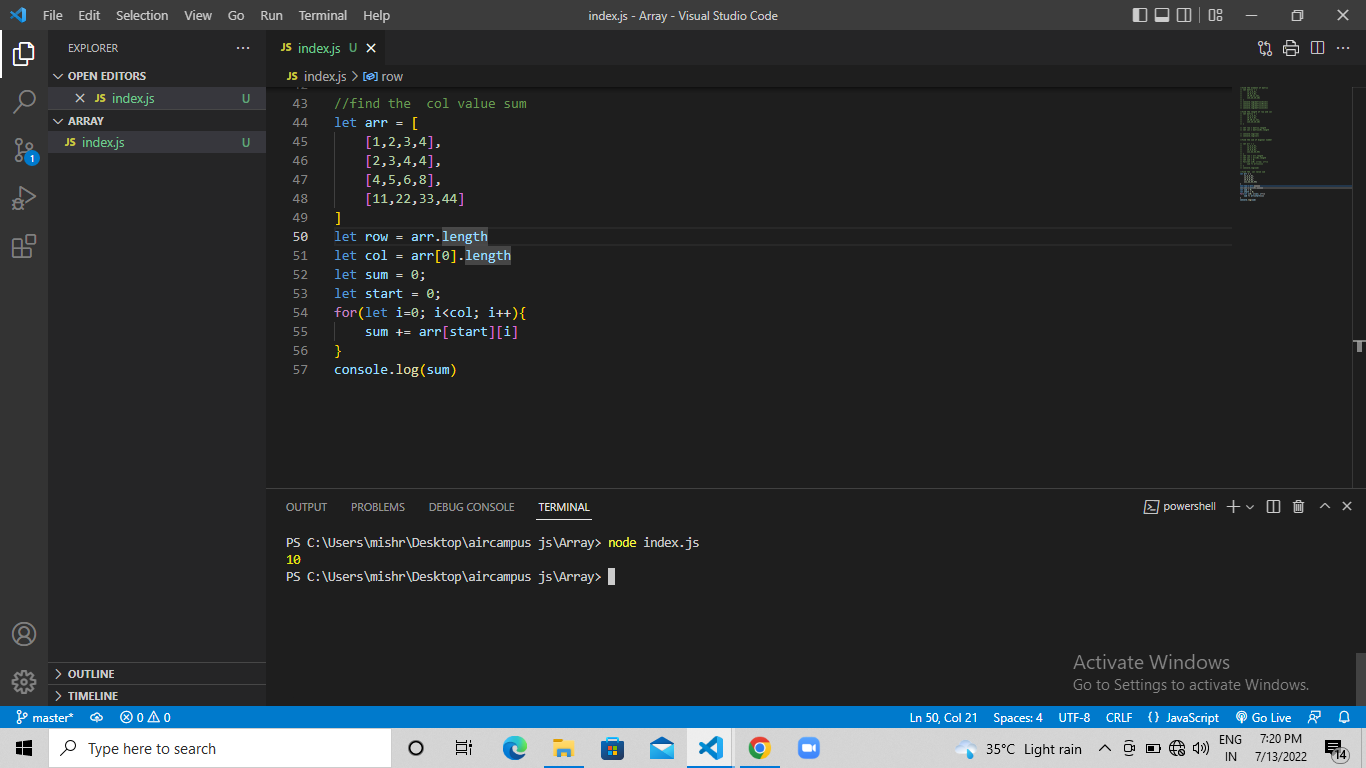 File Edit Selection View Go Run Terminal Help index.js - Array - Visual Studio Code
EXPLORER
JS index.js U
OPEN EDITORS
JS index.js U
ARRAY
JS index.js U
JS index.js > row
43 //find the  col value sum
44 let arr = [
45     [1,2,3,4],
46     [2,3,4,4],
47     [4,5,6,8],
48     [11,22,33,44]
49 ]
50 let row = arr.length
51 let col = arr[0].length
52 let sum = 0;
53 let start = 0;
54 for(let i=0; i<col; i++){
55     sum += arr[start][i]
56 }
57 console.log(sum)
OUTPUT PROBLEMS DEBUG CONSOLE TERMINAL powershell
PS C:\Users\mishr\Desktop\aircampus js\Array> node index.js
10
PS C:\Users\mishr\Desktop\aircampus js\Array>
1
OUTLINE
TIMELINE
Activate Windows
Go to Settings to activate Windows.
master* 0 0 Ln 50, Col 21 Spaces: 4 UTF-8 CRLF {} JavaScript Go Live
Type here to search 35°C Light rain ENG IN 7:20 PM 7/13/2022 14